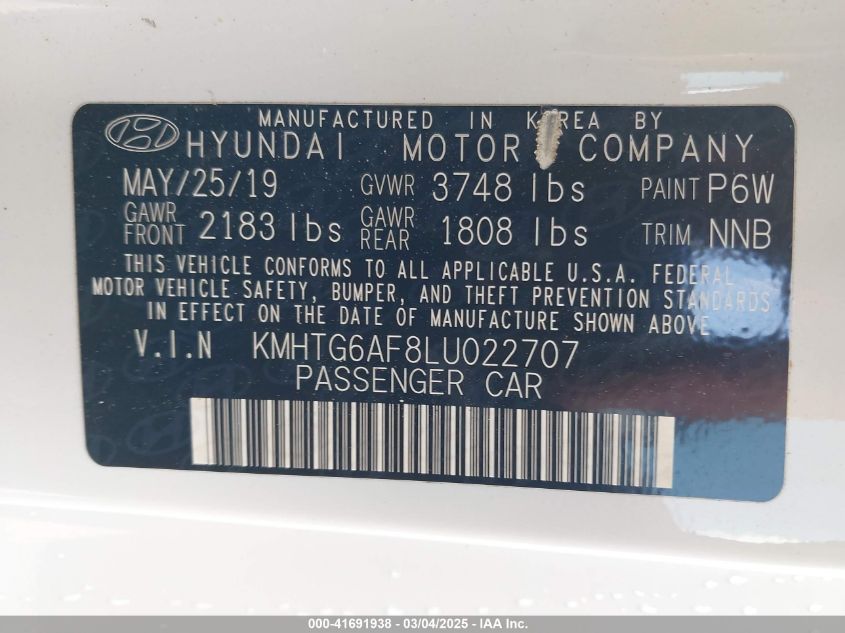 MANUFACTURED IN KOREA BY
HYUNDAI MOTOR COMPANY
MAY/25/19 GVWR 3748 lbs PAINT P6W
GAWR FRONT 2183 lbs GAWR REAR 1808 lbs TRIM NNB
THIS VEHICLE CONFORMS TO ALL APPLICABLE U.S.A. FEDERAL
MOTOR VEHICLE SAFETY, BUMPER, AND THEFT PREVENTION STANDARDS
IN EFFECT ON THE DATE OF MANUFACTURE SHOWN ABOVE
V.I.N KMHTG6AF8LU022707
PASSENGER CAR
000-41691938 - 03/04/2025 - IAA Inc.